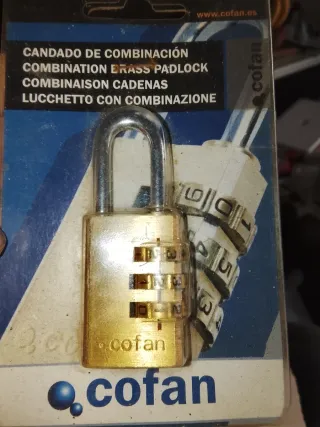 www.cofan.es
cofan
CANDADO DE COMBINACIÓN
COMBINATION BRASS PADLOCK
COMBINAISON CADENAS
LUCCHETTO CON COMBINAZIONE
cofan
cofan